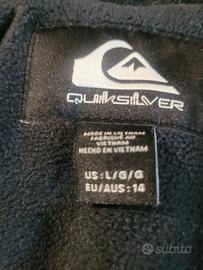 QUIKSILVER
MADE IN VIETNAM
FABRIQUÉ AU
VIETNAM
HECHO EN VIETNAM
US: L/G/G
EU/AUS: 14
subito